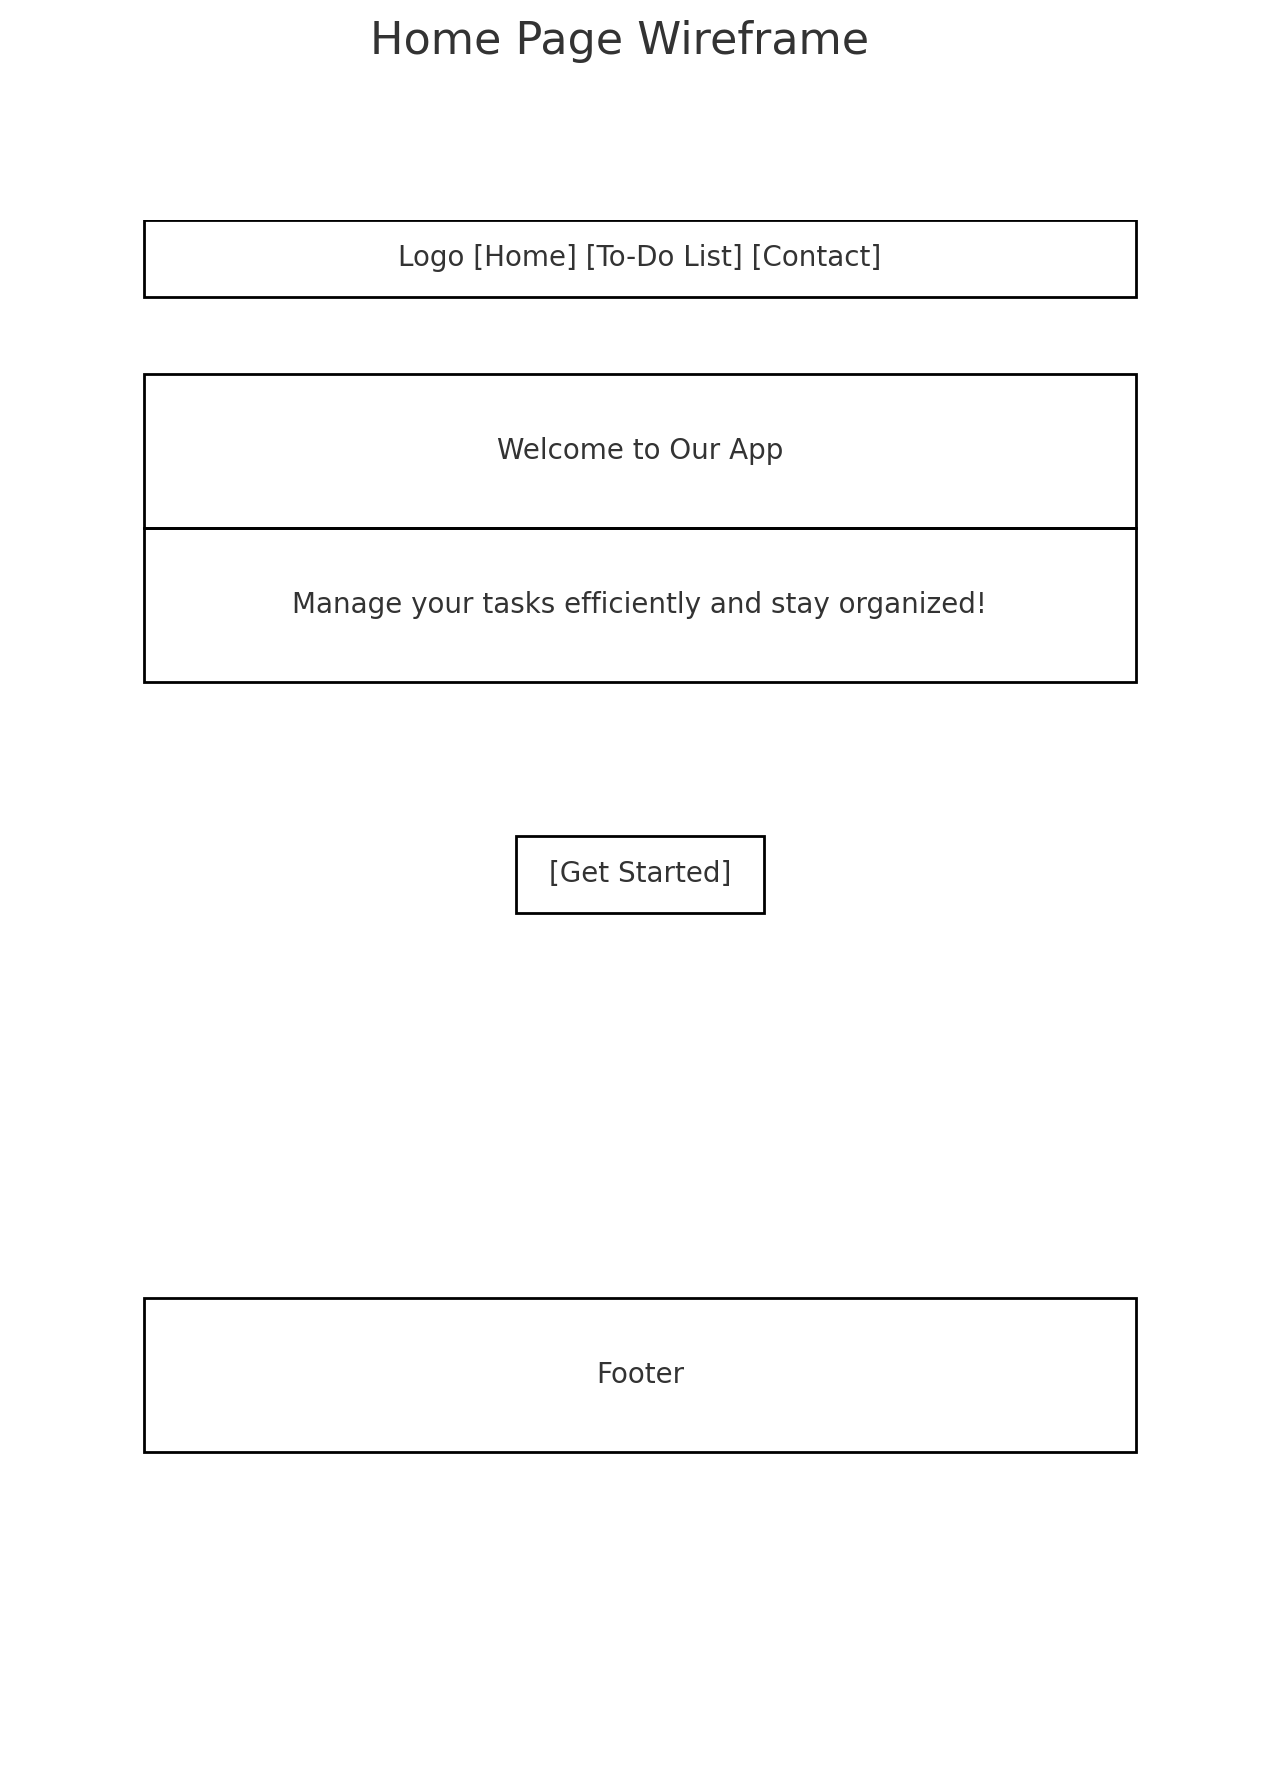 Home Page Wireframe
Logo [Home] [To-Do List] [Contact]
Welcome to Our App
Manage your tasks efficiently and stay organized!
[Get Started]
Footer